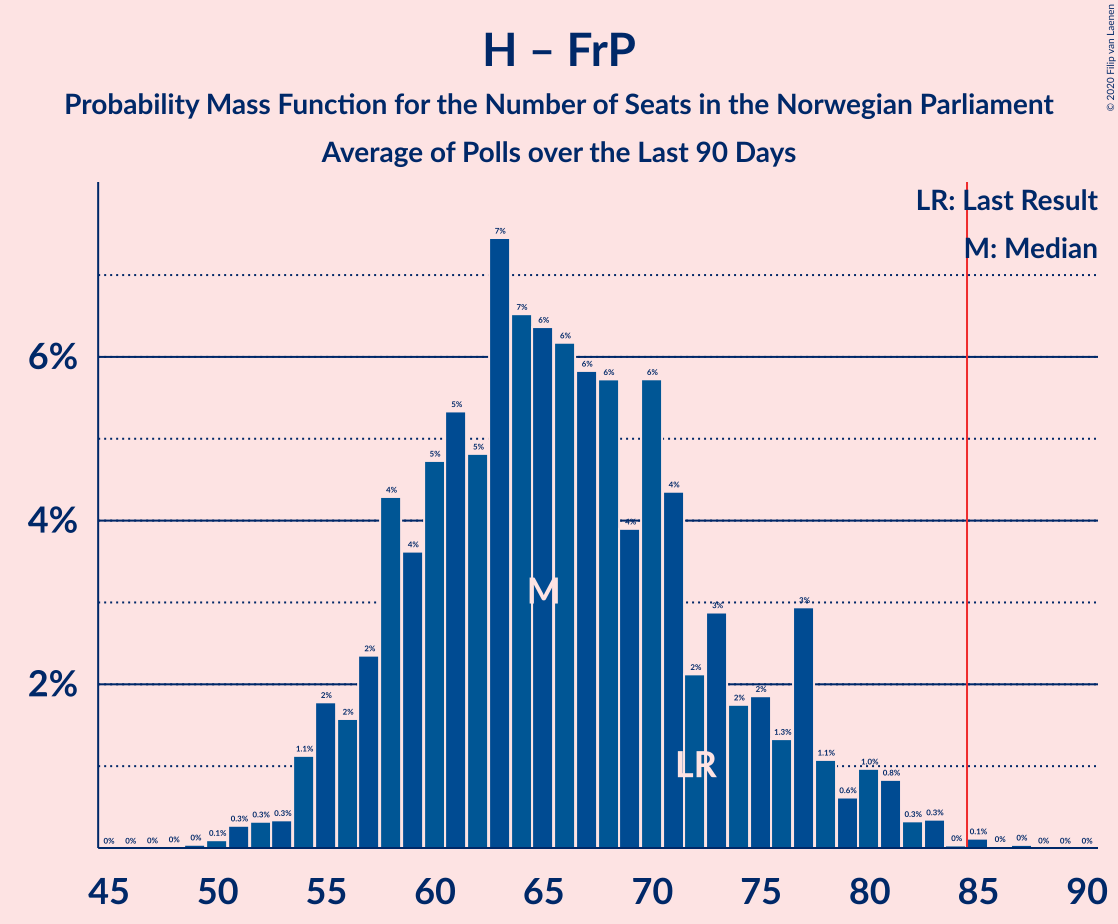 H – FrP
Probability Mass Function for the Number of Seats in the Norwegian Parliament
Average of Polls over the Last 90 Days
© 2020 Filip van Laenen
LR: Last Result
M: Median
6%
4%
2%
0% 0% 0% 0% 0% 0.1% 0.3% 0.3% 0.3% 1.1% 2% 2% 2% 4% 4% 5% 5% 5% 7% 7% 6% 6% 6% 6% 4% 6% 4% 2% 3% 2% 2% 1.3% 3% 1.1% 0.6% 1.0% 0.8% 0.3% 0.3% 0% 0.1% 0% 0% 0% 0% 0%
M
LR
45 50 55 60 65 70 75 80 85 90